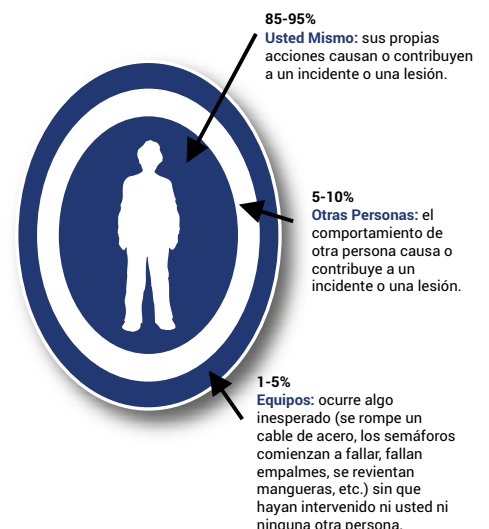 85-95%
Usted Mismo: sus propias
acciones causan o contribuyen
a un incidente o una lesión.
5-10%
Otras Personas: el
comportamiento de
otra persona causa o
contribuye a un
incidente o una lesión.
1-5%
Equipos: ocurre algo
inesperado (se rompe un
cable de acero, los semáforos
comienzan a fallar, fallan
empalmes, se revientan
mangueras, etc.) sin que
hayan intervenido ni usted ni
ninguna otra persona.